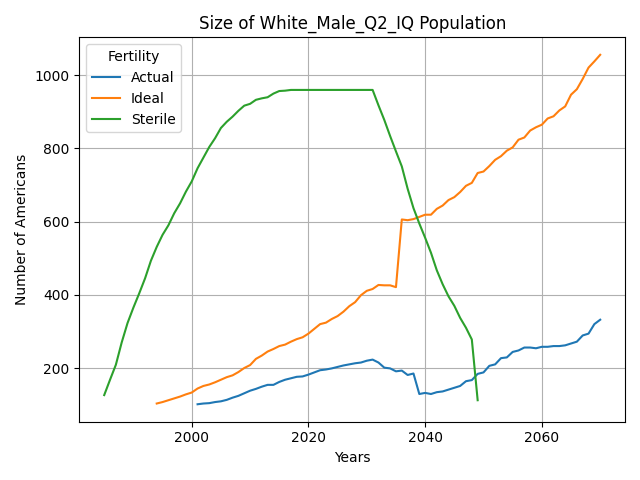 Size of White_Male_Q2_IQ Population
Fertility
Actual
Ideal
Sterile
Number of Americans
1000
800
600
400
200
2000
2020
2040
2060
Years